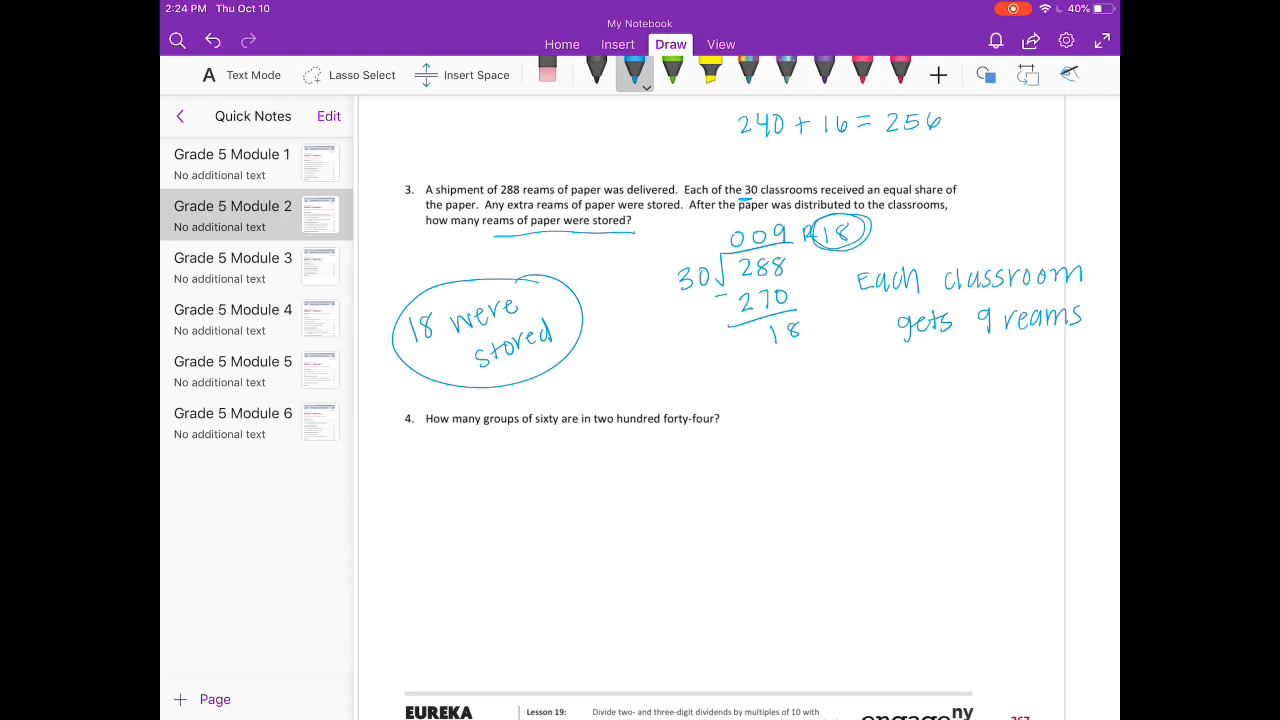 2:24 PM Thu Oct 10
40%
My Notebook
Home Insert Draw View
A Text Mode
Lasso Select
Insert Space
Quick Notes Edit
Grade 5 Module 1
No additional text
Grade 5 Module 2
No additional text
Grade 5 Module 3
No additional text
Grade 5 Module 4
No additional text
Grade 5 Module 5
No additional text
Grade 5 Module 6
No additional text
+ Page
240 + 16 = 256
3. A shipment of 288 reams of paper was delivered. Each of the 30 classrooms received an equal share of
the paper. Any extra reams of paper were stored. After the paper was distributed to the classrooms,
how many reams of paper were stored?
009 R18
30 288
- 270
18
Each classroom
gets 9 reams
18 were
stored
4. How many groups of sixty are in two hundred forty-four?
EUREKA
Lesson 19: Divide two- and three-digit dividends by multiples of 10 with
engageny
267